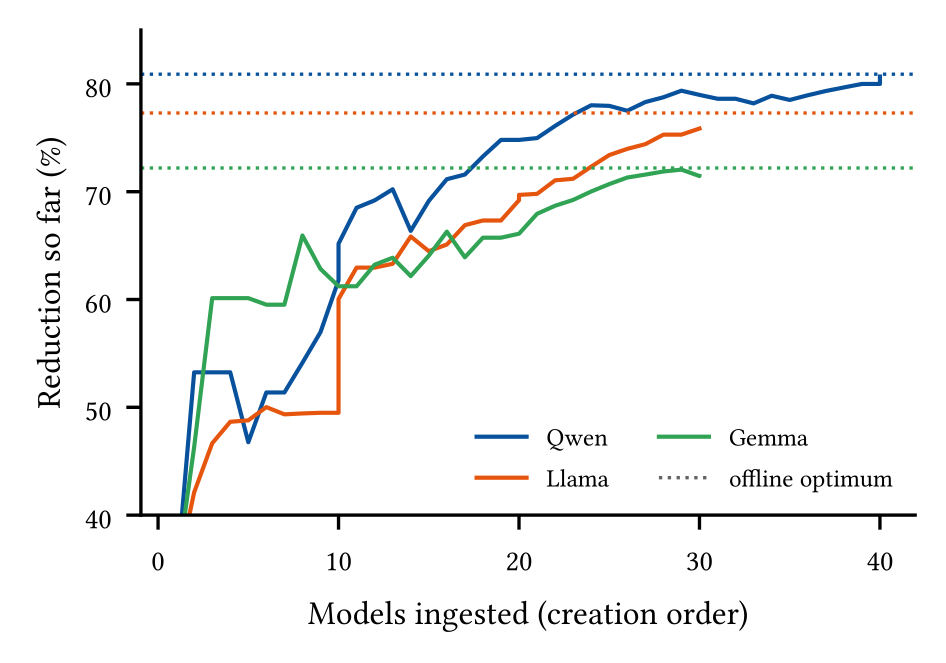 Reduction so far (%)
80
70
60
50
40
0 10 20 30 40
Models ingested (creation order)
Qwen Gemma
Llama offline optimum